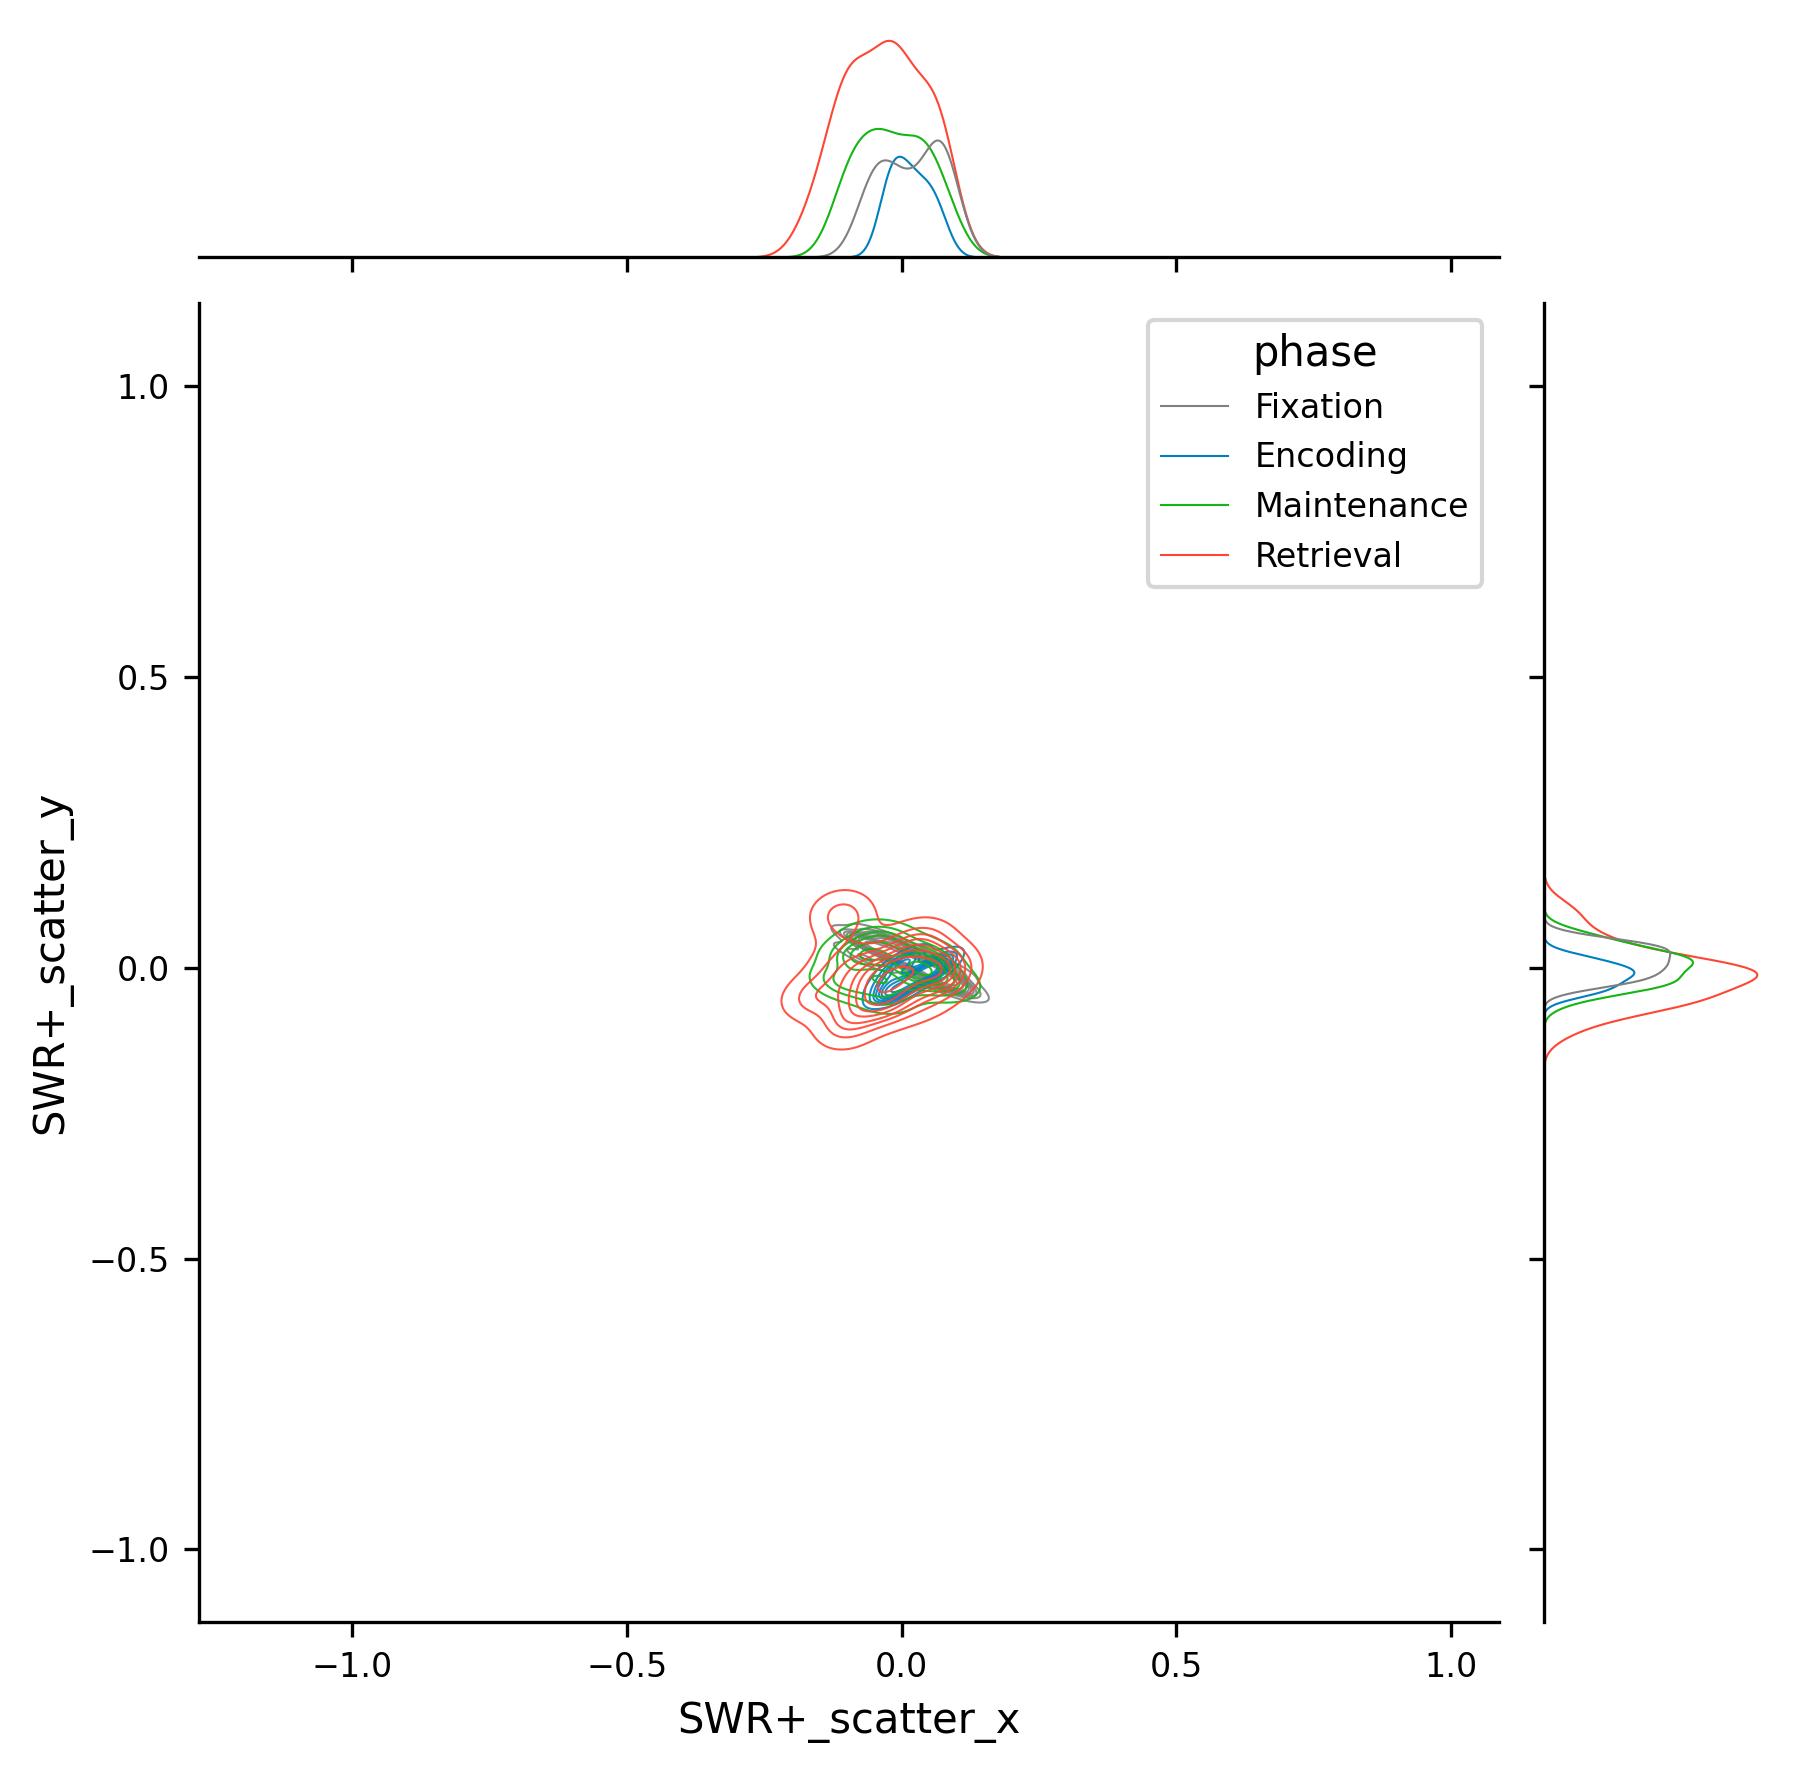 phase
Fixation
Encoding
Maintenance
Retrieval
1.0
0.5
0.0
−0.5
−1.0
SWR+_scatter_y
−1.0 −0.5 0.0 0.5 1.0
SWR+_scatter_x